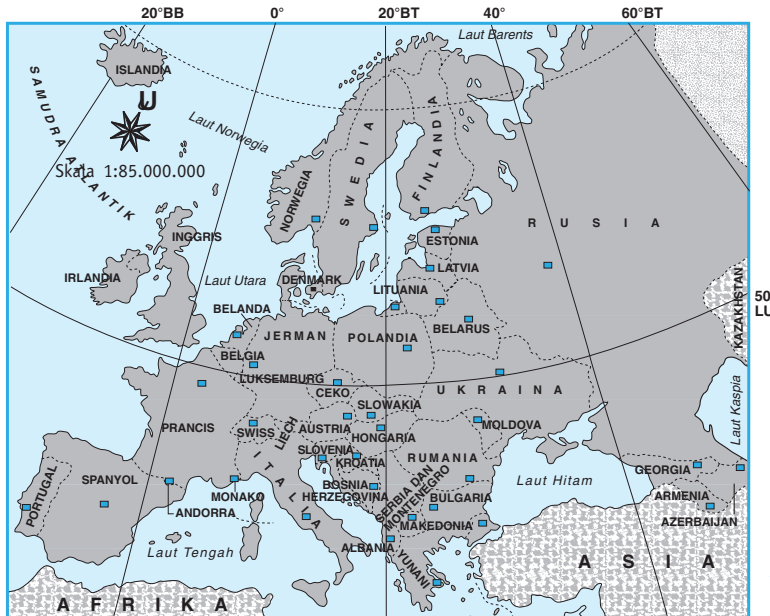 20°BB 0° 20°BT 40° 60°BT
Laut Barents
ISLANDIA
U
SAMUDRA ATLANTIK
Laut Norwegia
Skala 1:85.000.000
NORWEGIA
SWEDIA
FINLANDIA
RUSIA
INGGRIS
ESTONIA
IRLANDIA
Laut Utara
DENMARK
LATVIA
LITUANIA
KAZAKHSTAN
50
LU
BELANDA
JERMAN
POLANDIA
BELARUS
BELGIA
LUKSEMBURG
CEKO
UKRAINA
Laut Kaspia
SLOWAKIA
PRANCIS
SWISS
LIECH
AUSTRIA
HONGARIA
MOLDOVA
SLOVENIA
KROATIA
RUMANIA
GEORGIA
PORTUGAL
SPANYOL
ITALIA
BOSNIA
HERZEGOVINA
SERBIA DAN
MONTENEGRO
BULGARIA
Laut Hitam
ARMENIA
MONAKO
ANDORRA
MAKEDONIA
AZERBAIJAN
Laut Tengah
ALBANIA
YUNANI
ASIA
AFRIKA